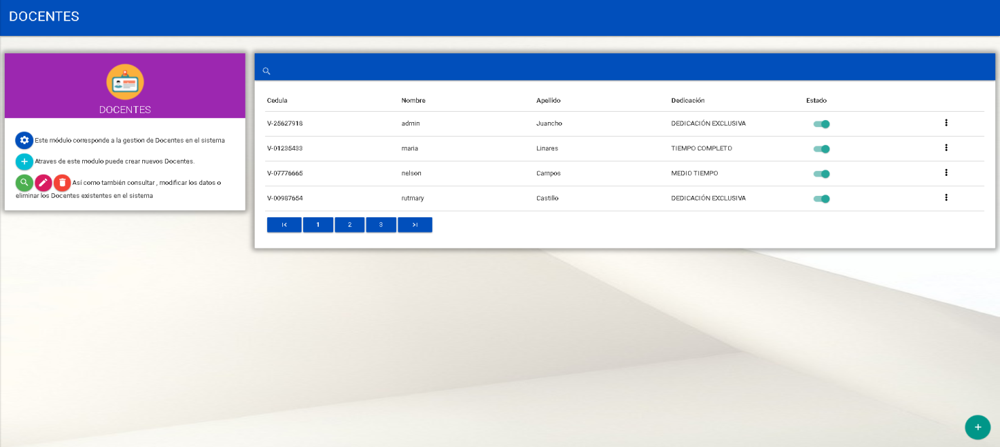 DOCENTES
DOCENTES
Este módulo corresponde a la gestion de Docentes en el sistema
Atraves de este modulo puede crear nuevos Docentes.
Así como también consultar , modificar los datos o
eliminar los Docentes existentes en el sistema
Cedula Nombre Apellido Dedicación Estado
V-25627918 admin Juancho DEDICACIÓN EXCLUSIVA
V-01235433 maria Linares TIEMPO COMPLETO
V-07776665 nelson Campos MEDIO TIEMPO
V-00987654 rutmary Castillo DEDICACIÓN EXCLUSIVA
1 2 3